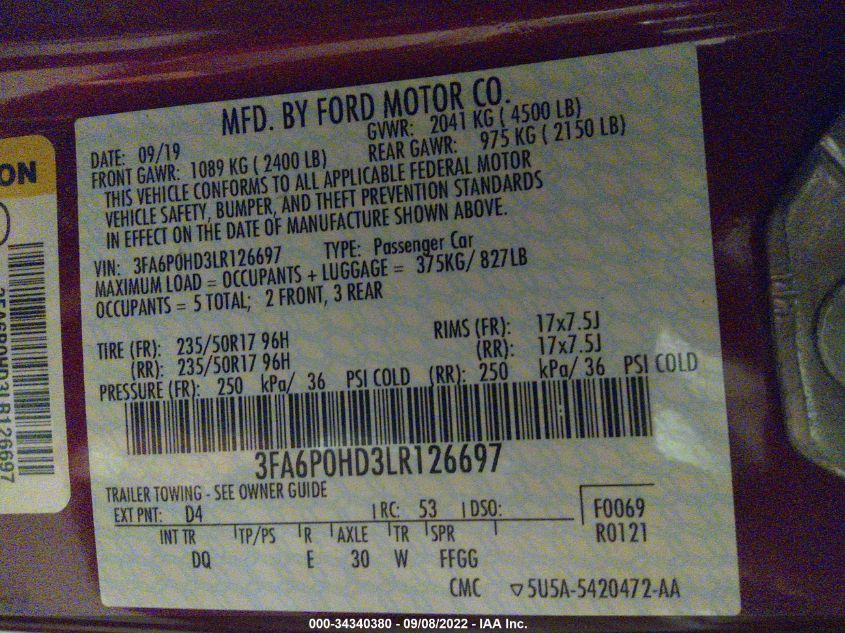 MFD. BY FORD MOTOR CO.
DATE: 09/19
GVWR: 2041 KG ( 4500 LB)
FRONT GAWR: 1089 KG ( 2400 LB)
REAR GAWR: 975 KG ( 2150 LB)
THIS VEHICLE CONFORMS TO ALL APPLICABLE FEDERAL MOTOR
VEHICLE SAFETY, BUMPER, AND THEFT PREVENTION STANDARDS
IN EFFECT ON THE DATE OF MANUFACTURE SHOWN ABOVE.
VIN: 3FA6P0HD3LR126697 TYPE: Passenger Car
MAXIMUM LOAD = OCCUPANTS + LUGGAGE = 375KG/ 827LB
OCCUPANTS = 5 TOTAL; 2 FRONT, 3 REAR
TIRE (FR): 235/50R17 96H RIMS (FR): 17x7.5J
(RR): 235/50R17 96H (RR): 17x7.5J
PRESSURE (FR): 250 kPa/ 36 PSI COLD (RR): 250 kPa/ 36 PSI COLD
3FA6P0HD3LR126697
TRAILER TOWING - SEE OWNER GUIDE
EXT PNT: D4 RC: 53 DSO: F0069
INT TR TP/PS R AXLE TR SPR R0121
DQ E 30 W FFGG
CMC ▽5U5A-5420472-AA
ON
3FA6P0HD3LR126697
000-34340380 - 09/08/2022 - IAA Inc.